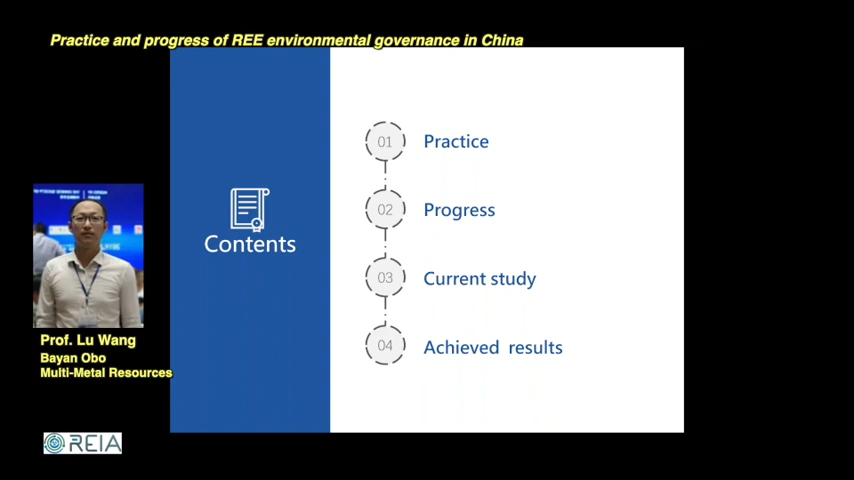 Practice and progress of REE environmental governance in China
Contents
01 Practice
02 Progress
03 Current study
04 Achieved results
Prof. Lu Wang
Bayan Obo
Multi-Metal Resources
REIA